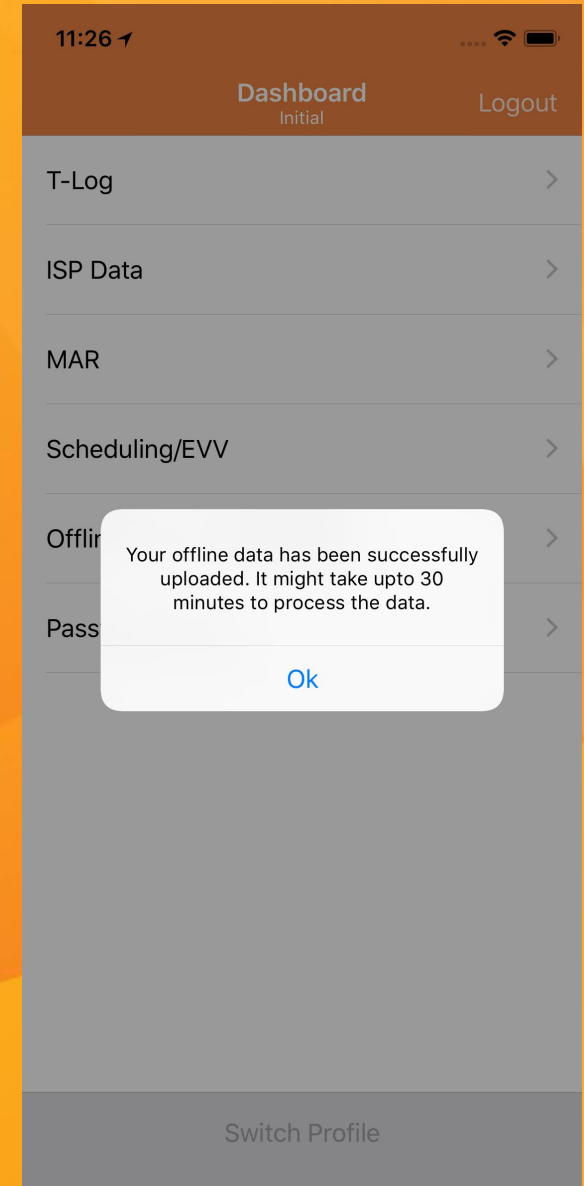 11:26
Dashboard
Initial
Logout
T-Log
ISP Data
MAR
Scheduling/EVV
Your offline data has been successfully
uploaded. It might take upto 30
minutes to process the data.
Ok
Switch Profile